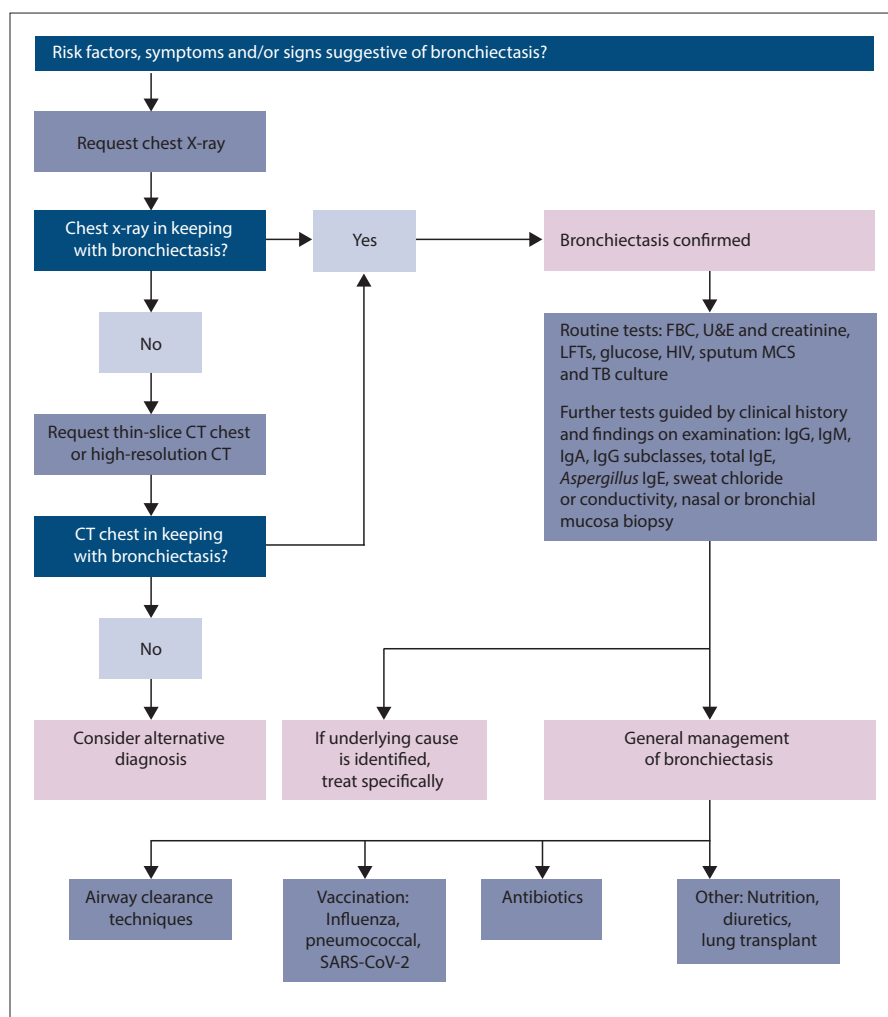 Risk factors, symptoms and/or signs suggestive of bronchiectasis?
Request chest X-ray
Chest x-ray in keeping
with bronchiectasis?
Yes
Bronchiectasis confirmed
No
Routine tests: FBC, U&E and creatinine,
LFTs, glucose, HIV, sputum MCS
and TB culture
Further tests guided by clinical history
and findings on examination: IgG, IgM,
IgA, IgG subclasses, total IgE,
Aspergillus IgE, sweat chloride
or conductivity, nasal or bronchial
mucosa biopsy
Request thin-slice CT chest
or high-resolution CT
CT chest in keeping
with bronchiectasis?
No
Consider alternative
diagnosis
If underlying cause
is identified,
treat specifically
General management
of bronchiectasis
Airway clearance
techniques
Vaccination:
Influenza,
pneumococcal,
SARS-CoV-2
Antibiotics
Other: Nutrition,
diuretics,
lung transplant